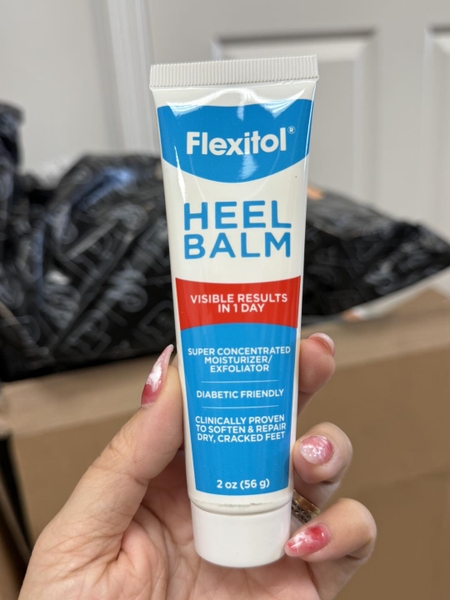 Flexitol®
HEEL
BALM
VISIBLE RESULTS
IN 1 DAY
SUPER CONCENTRATED
MOISTURIZER/
EXFOLIATOR
DIABETIC FRIENDLY
CLINICALLY PROVEN
TO SOFTEN & REPAIR
DRY, CRACKED FEET
2 oz (56 g)